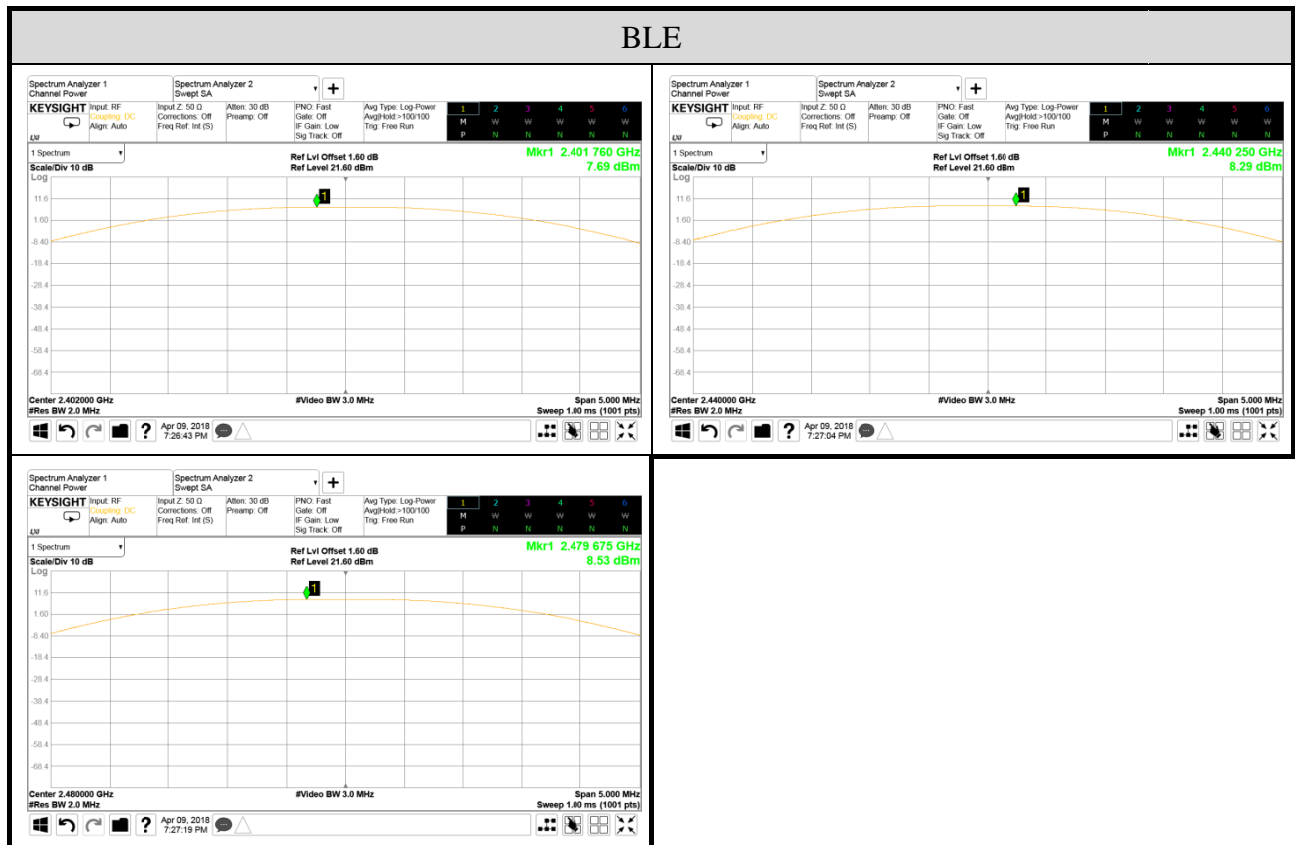 BLE
Spectrum Analyzer 1
Channel Power
Spectrum Analyzer 2
Swept SA
+
KEYSIGHT
LXI
Input: RF
Coupling: DC
Align: Auto
Input Z: 50 Ω
Corrections: Off
Freq Ref: Int (S)
Atten: 30 dB
Preamp: Off
PNO: Fast
Gate: Off
IF Gain: Low
Sig Track: Off
Avg Type: Log-Power
Avg|Hold:>100/100
Trig: Free Run
1 2 3 4 5 6
M W W W W W
P N N N N N
1 Spectrum
Scale/Div 10 dB
Log
Ref Lvl Offset 1.60 dB
Ref Level 21.60 dBm
Mkr1 2.401 760 GHz
7.69 dBm
1
11.6
1.60
-8.40
-18.4
-28.4
-38.4
-48.4
-58.4
-68.4
Center 2.402000 GHz
#Res BW 2.0 MHz
#Video BW 3.0 MHz
Span 5.000 MHz
Sweep 1.00 ms (1001 pts)
?
Apr 09, 2018
7:26:43 PM
Spectrum Analyzer 1
Channel Power
Spectrum Analyzer 2
Swept SA
+
KEYSIGHT
LXI
Input: RF
Coupling: DC
Align: Auto
Input Z: 50 Ω
Corrections: Off
Freq Ref: Int (S)
Atten: 30 dB
Preamp: Off
PNO: Fast
Gate: Off
IF Gain: Low
Sig Track: Off
Avg Type: Log-Power
Avg|Hold:>100/100
Trig: Free Run
1 2 3 4 5 6
M W W W W W
P N N N N N
1 Spectrum
Scale/Div 10 dB
Log
Ref Lvl Offset 1.60 dB
Ref Level 21.60 dBm
Mkr1 2.440 250 GHz
8.29 dBm
1
11.6
1.60
-8.40
-18.4
-28.4
-38.4
-48.4
-58.4
-68.4
Center 2.440000 GHz
#Res BW 2.0 MHz
#Video BW 3.0 MHz
Span 5.000 MHz
Sweep 1.00 ms (1001 pts)
?
Apr 09, 2018
7:27:04 PM
Spectrum Analyzer 1
Channel Power
Spectrum Analyzer 2
Swept SA
+
KEYSIGHT
LXI
Input: RF
Coupling: DC
Align: Auto
Input Z: 50 Ω
Corrections: Off
Freq Ref: Int (S)
Atten: 30 dB
Preamp: Off
PNO: Fast
Gate: Off
IF Gain: Low
Sig Track: Off
Avg Type: Log-Power
Avg|Hold:>100/100
Trig: Free Run
1 2 3 4 5 6
M W W W W W
P N N N N N
1 Spectrum
Scale/Div 10 dB
Log
Ref Lvl Offset 1.60 dB
Ref Level 21.60 dBm
Mkr1 2.479 675 GHz
8.53 dBm
1
11.6
1.60
-8.40
-18.4
-28.4
-38.4
-48.4
-58.4
-68.4
Center 2.480000 GHz
#Res BW 2.0 MHz
#Video BW 3.0 MHz
Span 5.000 MHz
Sweep 1.00 ms (1001 pts)
?
Apr 09, 2018
7:27:19 PM